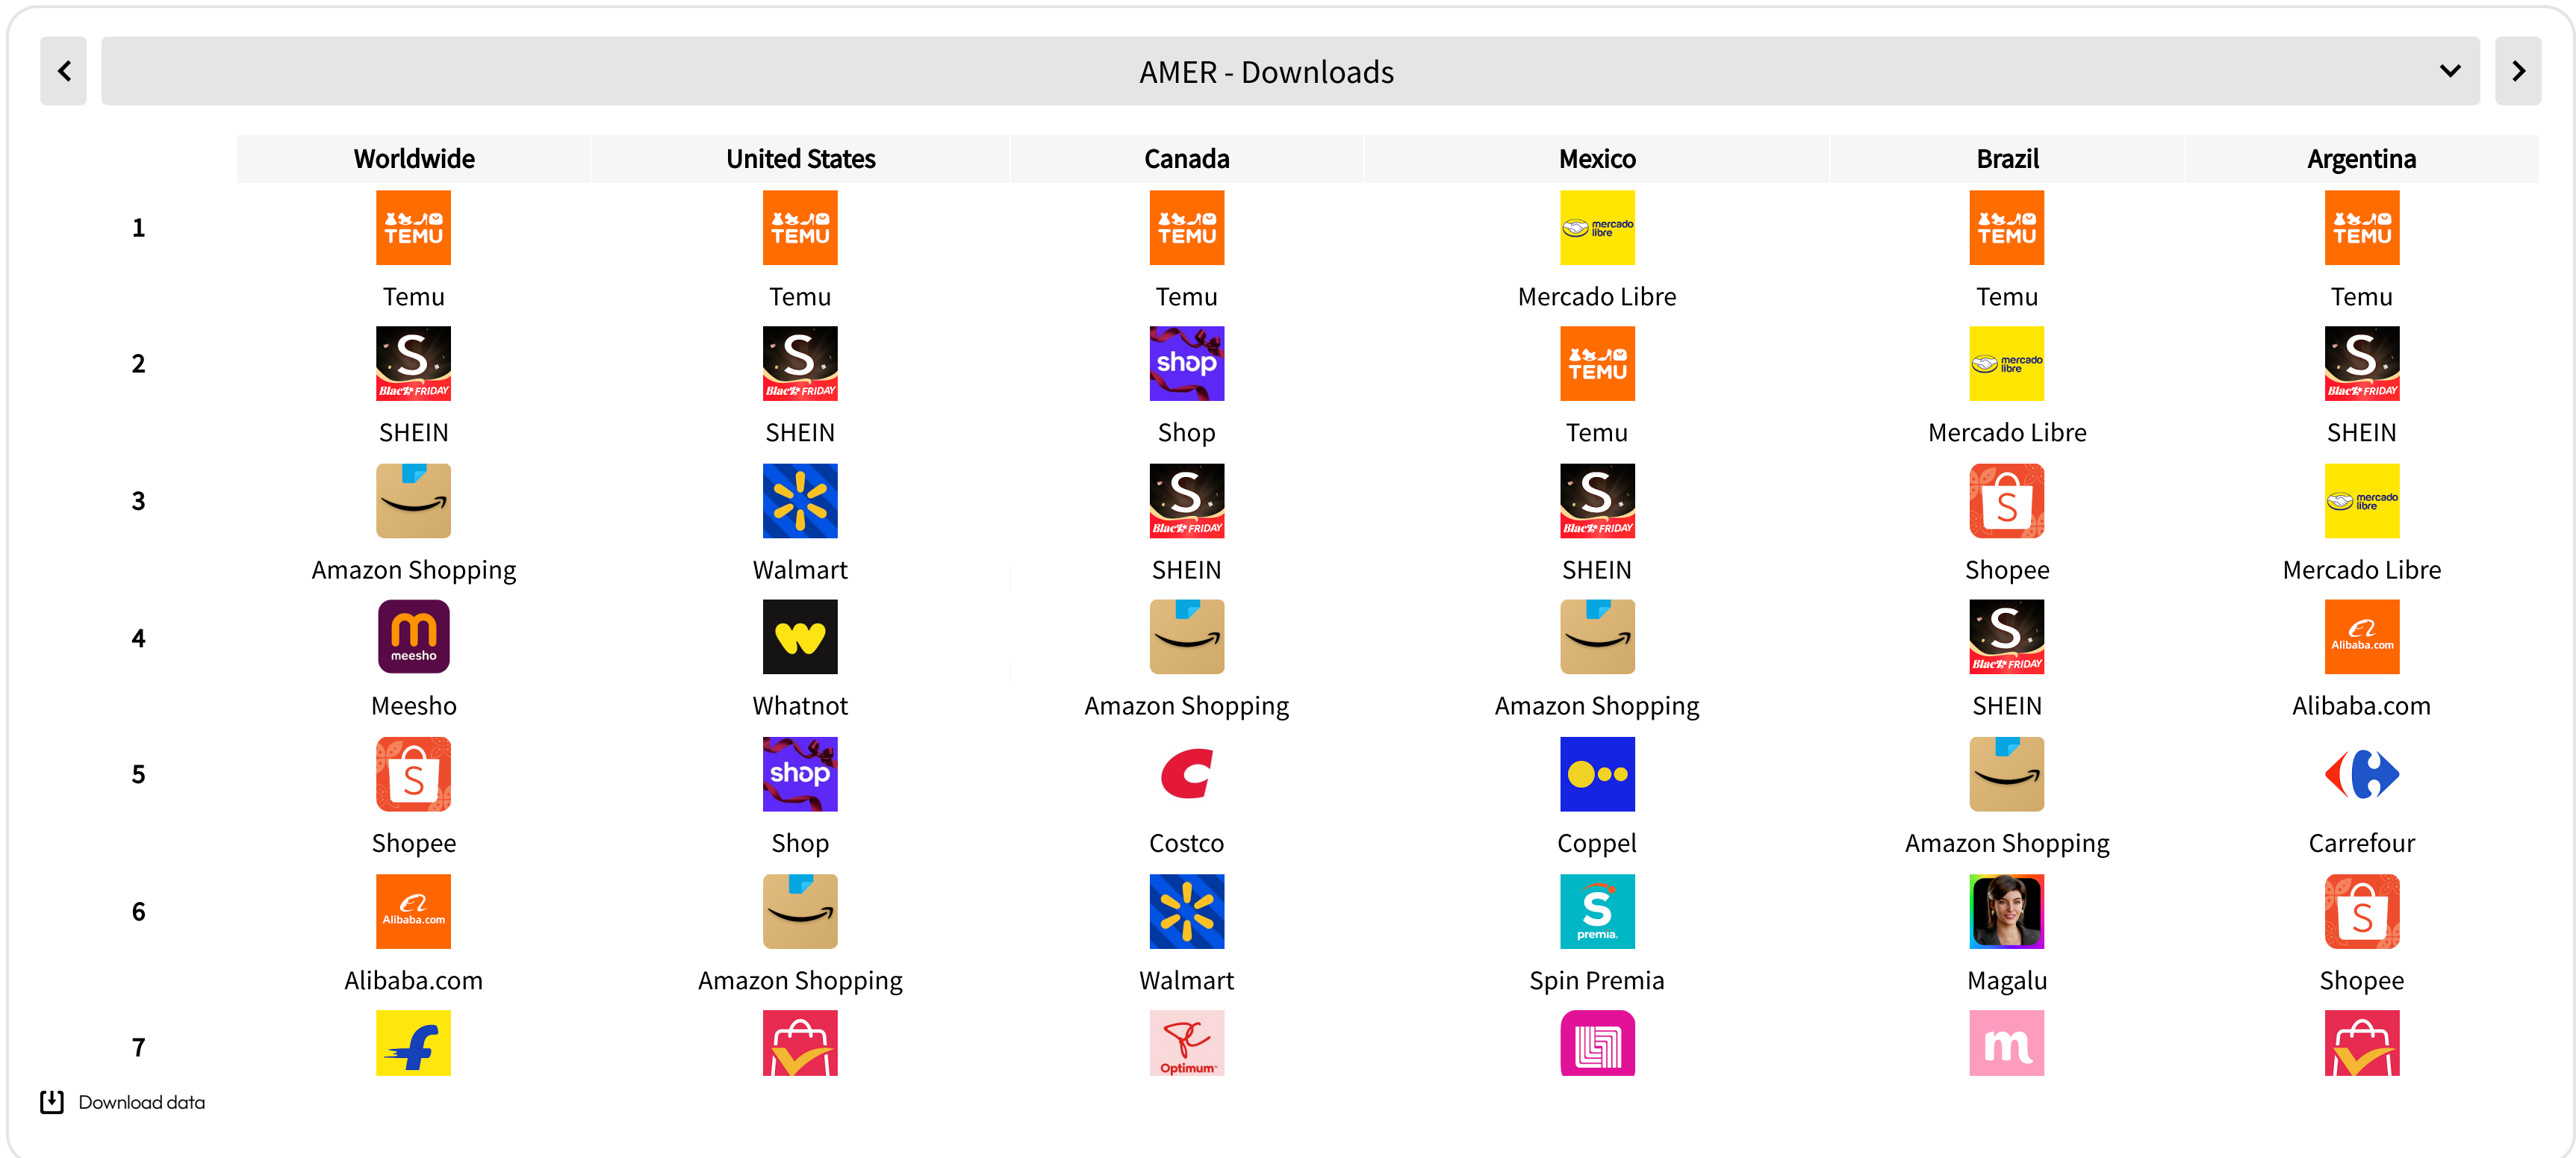 AMER - Downloads
Worldwide United States Canada Mexico Brazil Argentina
1
TEMU TEMU TEMU mercado libre TEMU TEMU
Temu Temu Temu Mercado Libre Temu Temu
2
S Black FRIDAY S Black FRIDAY shop TEMU mercado libre S Black FRIDAY
SHEIN SHEIN Shop Temu Mercado Libre SHEIN
3
S Black FRIDAY S Black FRIDAY S mercado libre
Amazon Shopping Walmart SHEIN SHEIN Shopee Mercado Libre
4
m meesho w S Black FRIDAY Alibaba.com
Meesho Whatnot Amazon Shopping Amazon Shopping SHEIN Alibaba.com
5
S shop
Shopee Shop Costco Coppel Amazon Shopping Carrefour
6
Alibaba.com S premia. S
Alibaba.com Amazon Shopping Walmart Spin Premia Magalu Shopee
7
f PC Optimum m
Download data